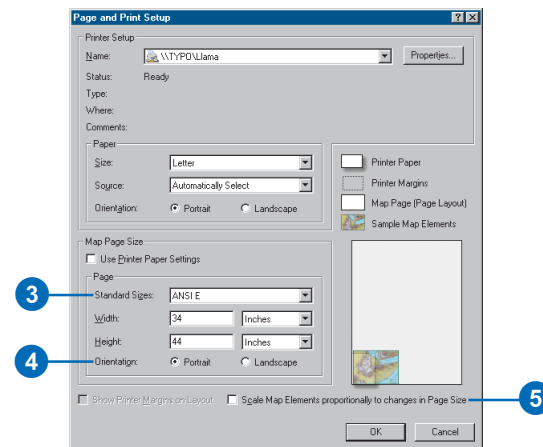 Page and Print Setup
Printer Setup
Name: \\TYPO\Llama Properties...
Status: Ready
Type:
Where:
Comments:
Paper
Size: Letter
Source: Automatically Select
Orientation: Portrait Landscape
Printer Paper
Printer Margins
Map Page (Page Layout)
Sample Map Elements
Map Page Size
Use Printer Paper Settings
Page
3 Standard Sizes: ANSI E
Width: 34 Inches
Height: 44 Inches
4 Orientation: Portrait Landscape
Show Printer Margins on Layout Scale Map Elements proportionally to changes in Page Size 5
OK Cancel